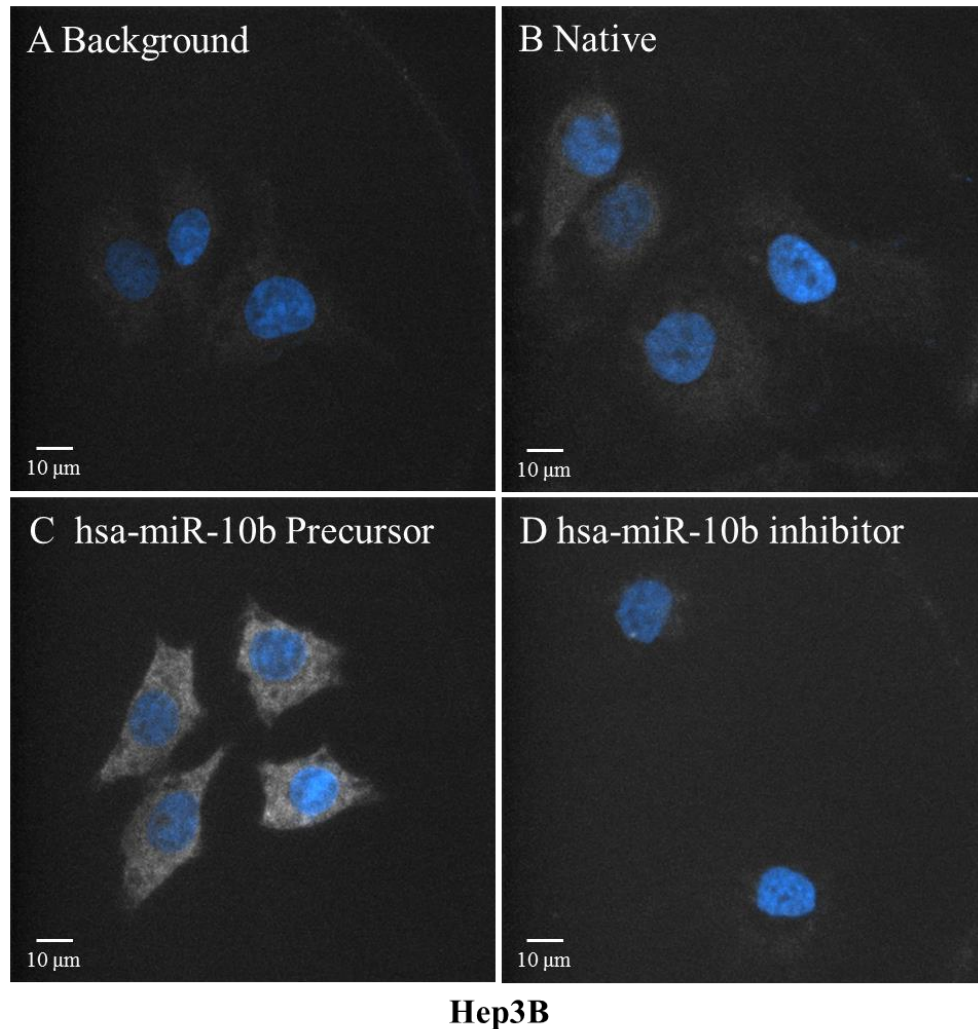 A Background
B Native
10 μm
10 μm
C hsa-miR-10b Precursor
D hsa-miR-10b inhibitor
10 μm
10 μm
Hep3B